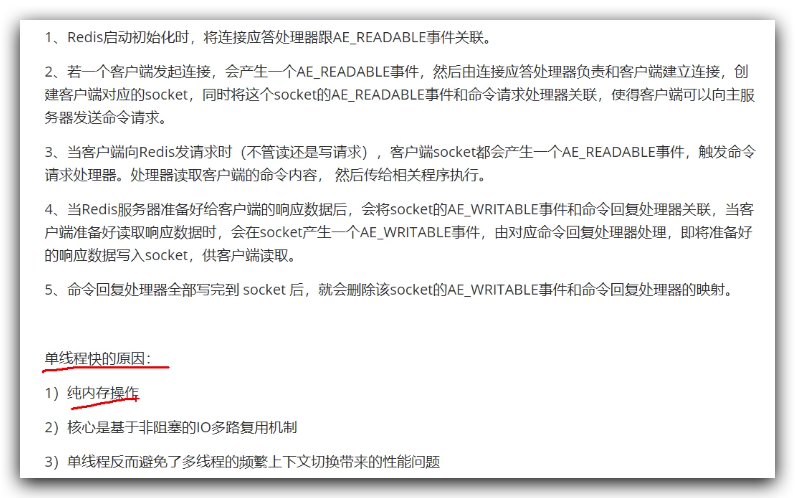 1、Redis启动初始化时，将连接应答处理器跟AE_READABLE事件关联。
2、若一个客户端发起连接，会产生一个AE_READABLE事件，然后由连接应答处理器负责和客户端建立连接，创
建客户端对应的socket，同时将这个socket的AE_READABLE事件和命令请求处理器关联，使得客户端可以向主服
务器发送命令请求。
3、当客户端向Redis发请求时（不管读还是写请求），客户端socket都会产生一个AE_READABLE事件，触发命令
请求处理器。处理器读取客户端的命令内容， 然后传给相关程序执行。
4、当Redis服务器准备好给客户端的响应数据后，会将socket的AE_WRITABLE事件和命令回复处理器关联，当客
户端准备好读取响应数据时，会在socket产生一个AE_WRITABLE事件，由对应命令回复处理器处理，即将准备好
的响应数据写入socket，供客户端读取。
5、命令回复处理器全部写完到 socket 后，就会删除该socket的AE_WRITABLE事件和命令回复处理器的映射。
单线程快的原因：
1）纯内存操作
2）核心是基于非阻塞的IO多路复用机制
3）单线程反而避免了多线程的频繁上下文切换带来的性能问题